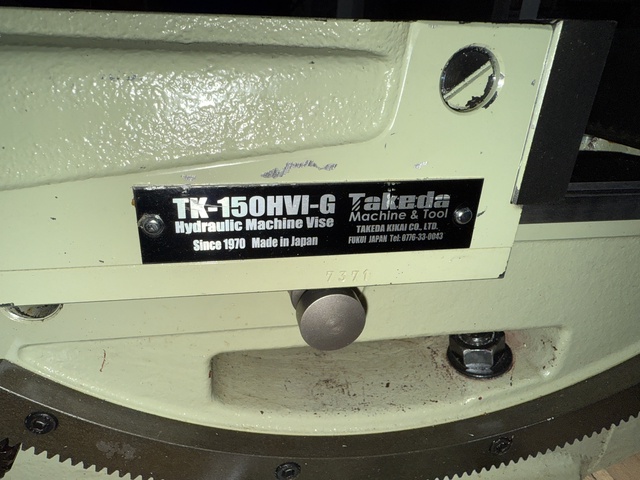 TK-150HVI-G
Hydraulic Machine Vise
Since 1970 Made in Japan
Takeda
Machine & Tool
TAKEDA KIKAI CO., LTD.
FUKUI JAPAN Tel: 0776-33-0043
7371